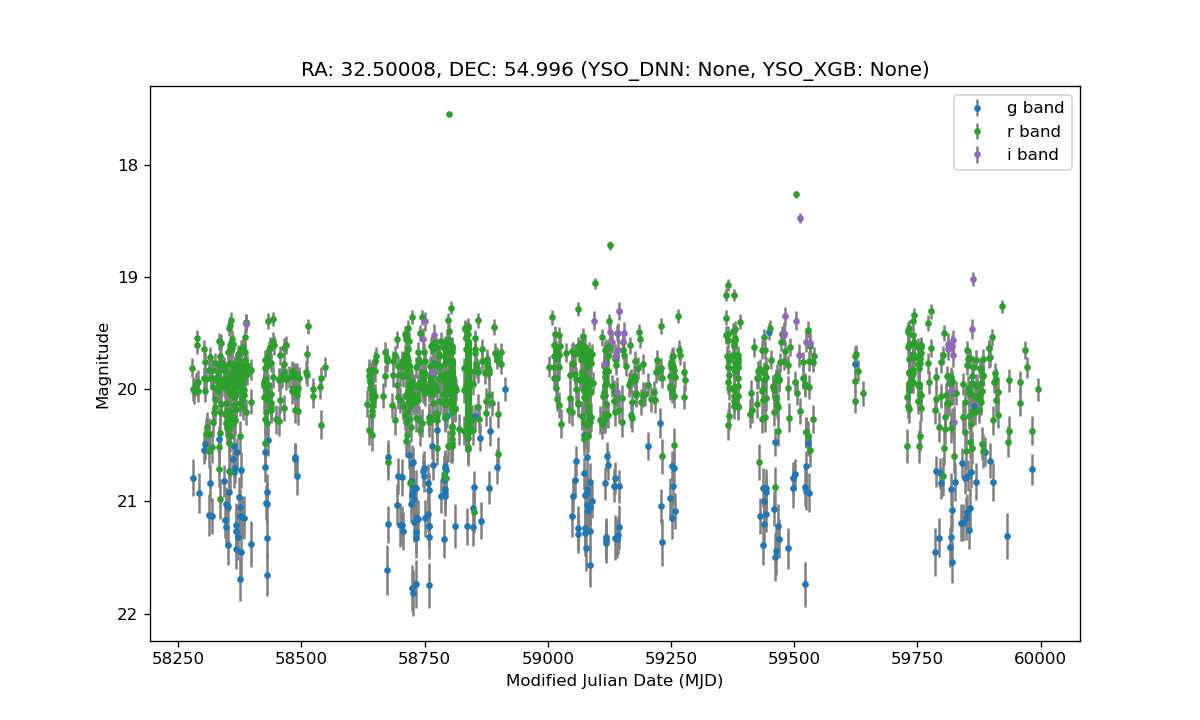 RA: 32.50008, DEC: 54.996 (YSO_DNN: None, YSO_XGB: None)
g band
r band
i band
18
19
20
21
22
Magnitude
58250 58500 58750 59000 59250 59500 59750 60000
Modified Julian Date (MJD)